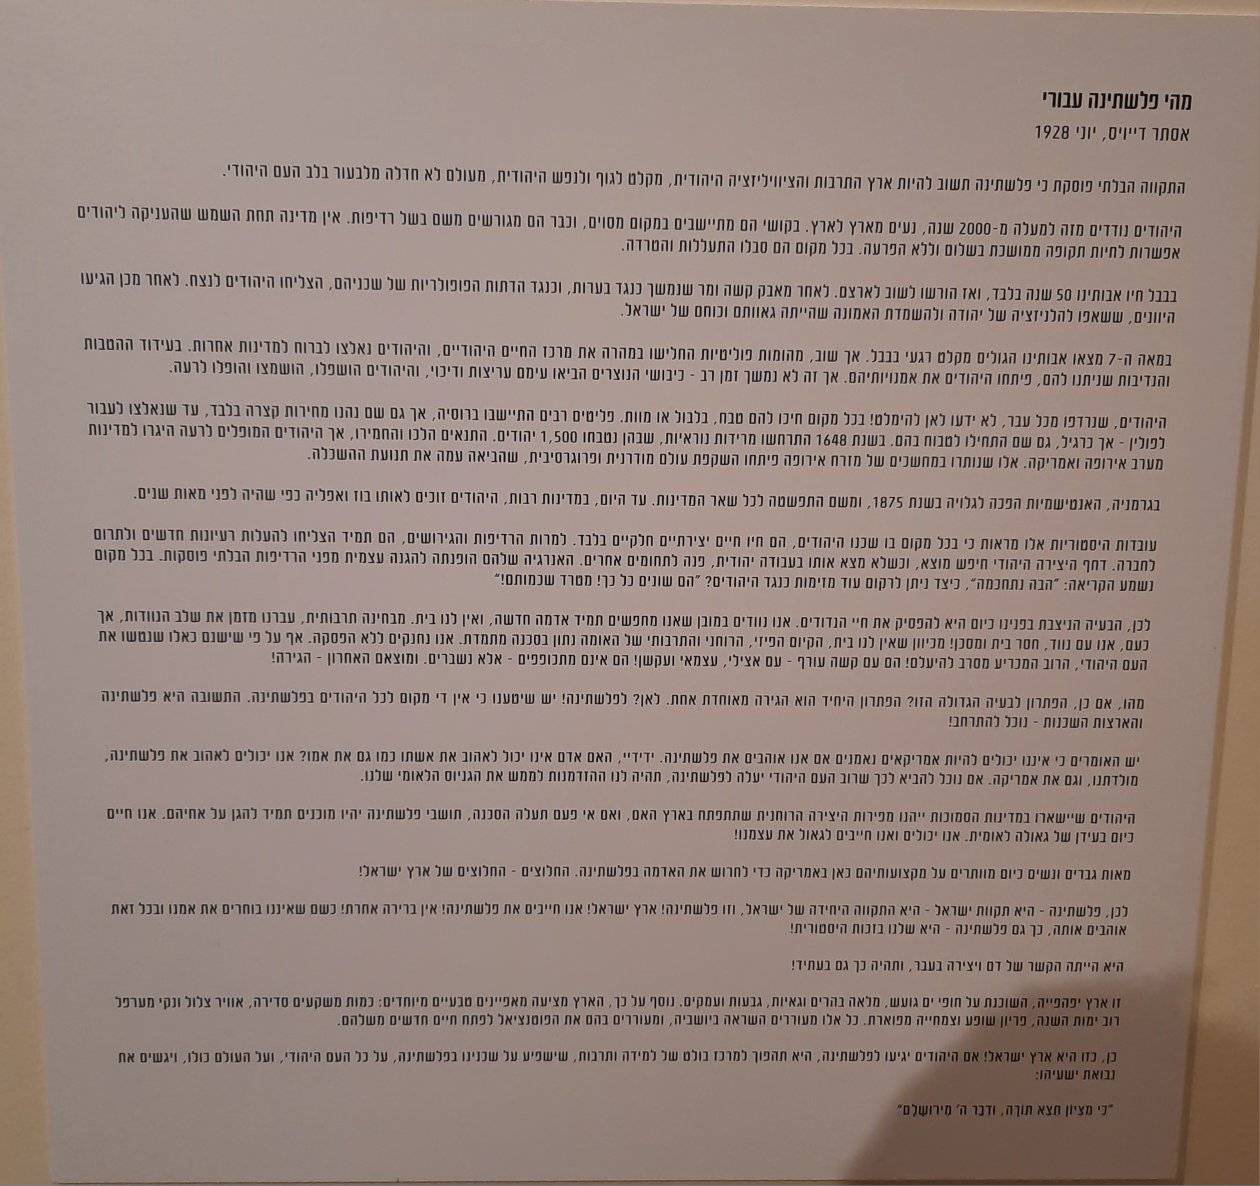 מהי פלשתינה עבורי
אסתר דייויס, יוני 1928
התקווה הבלתי פוסקת כי פלשתינה תשוב להיות ארץ התרבות והציוויליזציה היהודית, מקלט לגוף ולנפש היהודית, מעולם לא חדלה מלבעור בלב העם היהודי.
היהודים נודדים מזה למעלה מ-2000 שנה, נעים מארץ לארץ. בקושי הם מתיישבים במקום מסוים, וכבר הם מגורשים משם בשל רדיפות. אין מדינה תחת השמש שהעניקה ליהודים
אפשרות לחיות תקופה ממושכת בשלום וללא הפרעה. בכל מקום הם סבלו התעללות והטרדה.
בבבל חיו אבותינו 50 שנה בלבד, ואז הורשו לשוב לארצם. לאחר מאבק קשה ומר שנמשך כנגד בערות, וכנגד הדתות הפופולריות של שכניהם, הצליחו היהודים לנצח. לאחר מכן הגיעו
היוונים, ששאפו להלניזציה של יהודה ולהשמדת האמונה שהייתה גאוותם וכוחם של ישראל.
במאה ה-7 מצאו אבותינו הגולים מקלט רגעי בבבל. אך שוב, מהומות פוליטיות החלישו במהרה את מרכז החיים היהודיים, והיהודים נאלצו לברוח למדינות אחרות. בעידוד ההטבות
והנדיבות שניתנו להם, פיתחו היהודים את אמנויותיהם. אך זה לא נמשך זמן רב - כיבושי הנוצרים הביאו עימם עריצות ודיכוי, והיהודים הושפלו, הושמצו והופלו לרעה.
היהודים, שנרדפו מכל עבר, לא ידעו לאן להימלט! בכל מקום חיכו להם טבח, בלבול או מוות. פליטים רבים התיישבו ברוסיה, אך גם שם נהנו מחירות קצרה בלבד, עד שנאלצו לעבור
לפולין - אך כרגיל, גם שם התחילו לטבוח בהם. בשנת 1648 התרחשו מרידות נוראיות, שבהן נטבחו 1,500 יהודים. התנאים הלכו והחמירו, אך היהודים המופלים לרעה היגרו למדינות
מערב אירופה ואמריקה. אלו שנותרו במחשכים של מזרח אירופה פיתחו השקפת עולם מודרנית ופרוגרסיבית, שהביאה עמה את תנועת ההשכלה.
בגרמניה, האנטישמיות הפכה לגלויה בשנת 1875, ומשם התפשטה לכל שאר המדינות. עד היום, במדינות רבות, היהודים זוכים לאותו בוז ואפליה כפי שהיה לפני מאות שנים.
עובדות היסטוריות אלו מראות כי בכל מקום בו שכנו היהודים, הם חיו חיים יצירתיים חלקיים בלבד. למרות הרדיפות והגירושים, הם תמיד הצליחו להעלות רעיונות חדשים ולתרום
לחברה. דחף היצירה היהודי חיפש מוצא, וכשלא מצא אותו בעבודה יהודית, פנה לתחומים אחרים. האנרגיה שלהם הופנתה להגנה עצמית מפני הרדיפות הבלתי פוסקות. בכל מקום
נשמע הקריאה: "הבה נתחכמה", כיצד ניתן לרקום עוד מזימות כנגד היהודים? "הם שונים כל כך! מטרד שכמותם!"
לכן, הבעיה הניצבת בפנינו כיום היא להפסיק את חיי הנדודים. אנו נוודים במובן שאנו מחפשים תמיד אדמה חדשה, ואין לנו בית. מבחינה תרבותית, עברנו מזמן את שלב הנוודות, אך
כעם, אנו עם נווד, חסר בית ומסכן! מכיוון שאין לנו בית, הקיום הפיזי, הרוחני והתרבותי של האומה נתון בסכנה מתמדת. אנו נחנקים ללא הפסקה. אף על פי שישנם כאלו שנטשו את
העם היהודי, הרוב המכריע מסרב להיעלם! הם עם קשה עורף - עם אצילי, עצמאי ועקשן! הם אינם מתכופפים - אלא נשברים. ומוצאם האחרון - הגירה!
מהו, אם כן, הפתרון לבעיה הגדולה הזו? הפתרון היחיד הוא הגירה מאוחדת אחת. לאן? לפלשתינה! יש שיטענו כי אין די מקום לכל היהודים בפלשתינה. התשובה היא פלשתינה
והארצות השכנות - נוכל להתרחב!
יש האומרים כי איננו יכולים להיות אמריקאים נאמנים אם אנו אוהבים את פלשתינה. ידידיי, האם אדם אינו יכול לאהוב את אשתו כמו גם את אמו? אנו יכולים לאהוב את פלשתינה,
מולדתנו, וגם את אמריקה. אם נוכל להביא לכך שרוב העם היהודי יעלה לפלשתינה, תהיה לנו ההזדמנות לממש את הגניוס הלאומי שלנו.
היהודים שיישארו במדינות הסמוכות ייהנו מפירות היצירה הרוחנית שתתפתח בארץ האם, ואם אי פעם תעלה הסכנה, תושבי פלשתינה יהיו מוכנים תמיד להגן על אחיהם. אנו חיים
כיום בעידן של גאולה לאומית. אנו יכולים ואנו חייבים לגאול את עצמנו!
מאות גברים ונשים כיום מוותרים על מקצועותיהם כאן באמריקה כדי לחרוש את האדמה בפלשתינה. החלוצים - החלוצים של ארץ ישראל!
לכן, פלשתינה - היא תקוות ישראל - היא התקווה היחידה של ישראל, וזו פלשתינה! ארץ ישראל! אנו חייבים את פלשתינה! אין ברירה אחרת! כשם שאיננו בוחרים את אמנו ובכל זאת
אוהבים אותה, כך גם פלשתינה - היא שלנו בזכות היסטורית!
היא הייתה הקשר של דם ויצירה בעבר, ותהיה כך גם בעתיד!
זו ארץ יפהפייה, השוכנת על חופי ים גועש, מלאה בהרים וגאיות, גבעות ועמקים. נוסף על כך, הארץ מציעה מאפיינים טבעיים מיוחדים: כמות משקעים סדירה, אוויר צלול ונקי מערפל
רוב ימות השנה, פריון שופע וצמחייה מפוארת. כל אלו מעוררים השראה ביושביה, ומעוררים בהם את הפוטנציאל לפתח חיים חדשים משלהם.
כן, כזו היא ארץ ישראל! אם היהודים יגיעו לפלשתינה, היא תהפוך למרכז בולט של למידה ותרבות, שישפיע על שכנינו בפלשתינה, על כל העם היהודי, ועל העולם כולו, ויגשים את
נבואת ישעיהו:
"כי מציון תצא תורה, ודבר ה' מירושלם"